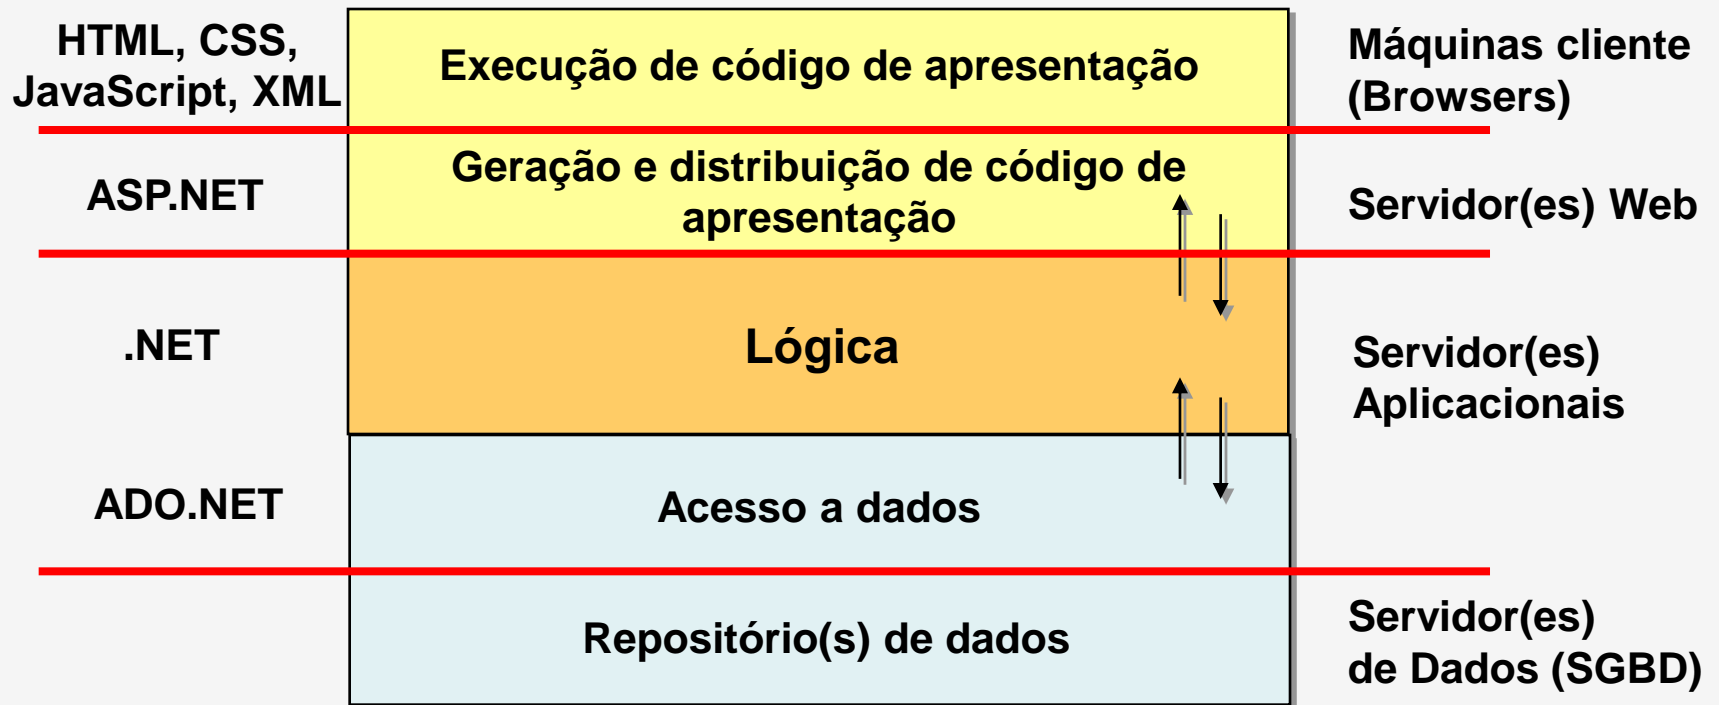 HTML, CSS,
JavaScript, XML
Execução de código de apresentação
Máquinas cliente
(Browsers)
ASP.NET
Geração e distribuição de código de
apresentação
Servidor(es) Web
.NET
Lógica
Servidor(es)
Aplicacionais
ADO.NET
Acesso a dados
Repositório(s) de dados
Servidor(es)
de Dados (SGBD)